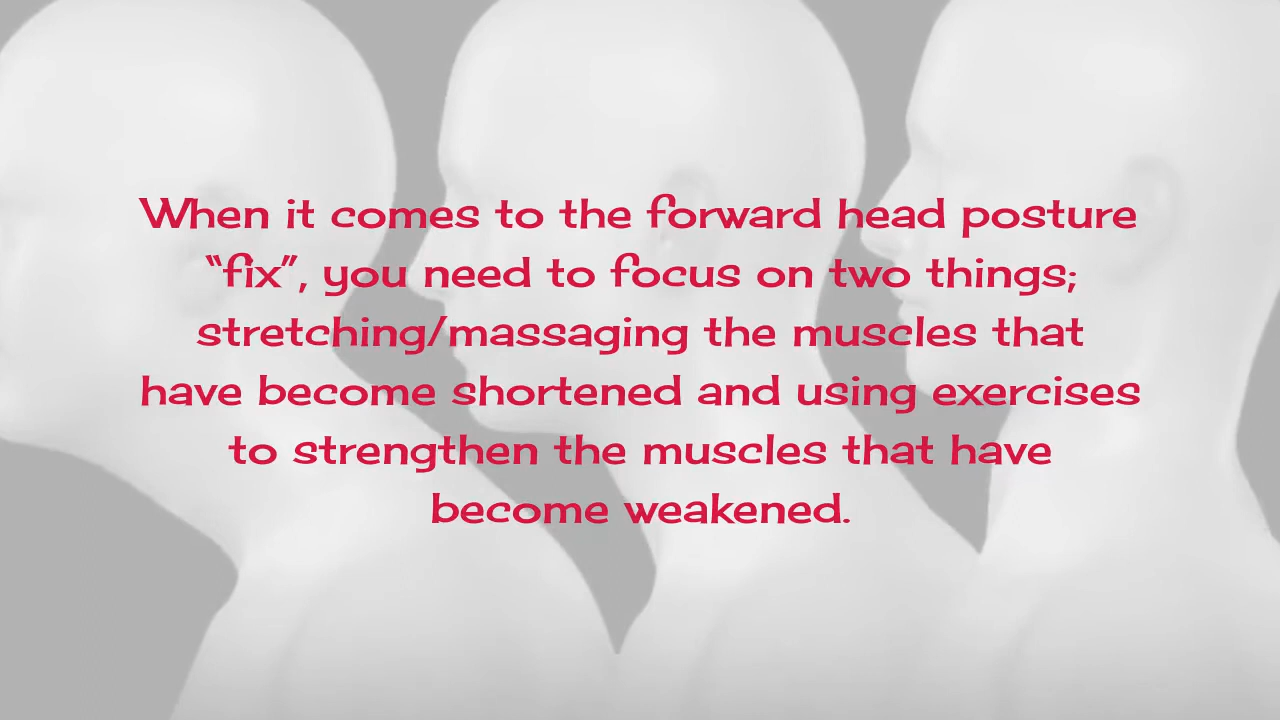 When it comes to the forward head posture
“fix”, you need to focus on two things;
stretching/massaging the muscles that
have become shortened and using exercises
to strengthen the muscles that have
become weakened.